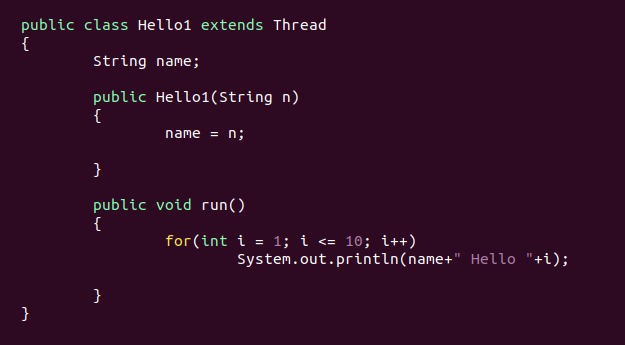 public class Hello1 extends Thread
{
        String name;

        public Hello1(String n)
        {
                name = n;

        }

        public void run()
        {
                for(int i = 1; i <= 10; i++)
                        System.out.println(name+" Hello "+i);

        }
}